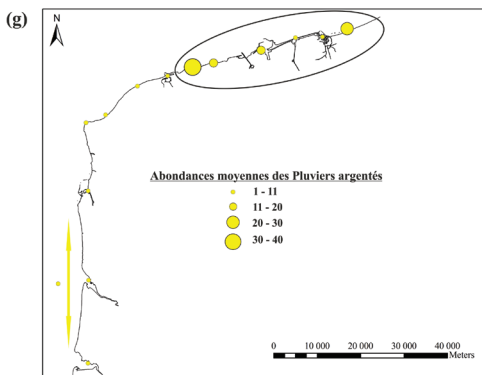 (g)
N
Abondances moyennes des Pluviers argentés
1 - 11
11 - 20
20 - 30
30 - 40
0 10 000 20 000 30 000 40 000
Meters